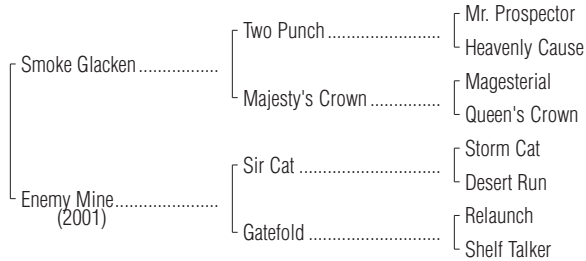 Mr. Prospector
Two Punch ....................
Heavenly Cause
Smoke Glacken ................
Magesterial
Majesty's Crown ..............
Queen's Crown
Storm Cat
Sir Cat ......................
Desert Run
Enemy Mine ...................
(2001)
Relaunch
Gatefold .....................
Shelf Talker